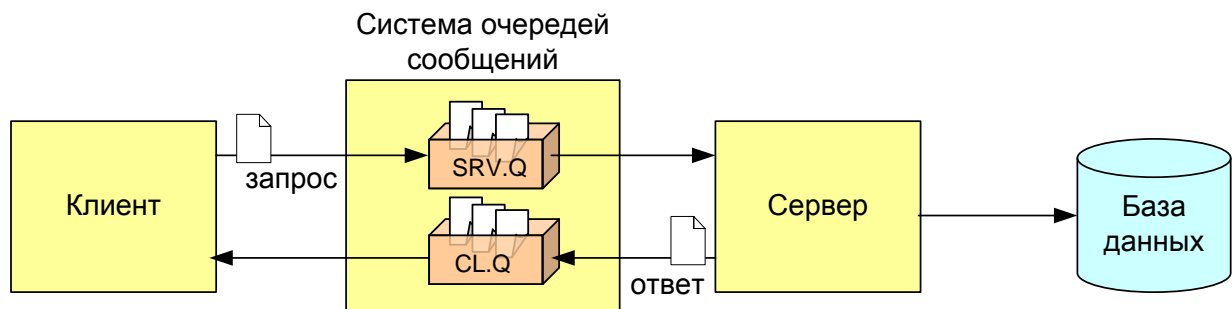 Система очередей
сообщений
запрос
SRV.Q
Клиент
Сервер
База
данных
CL.Q
ответ